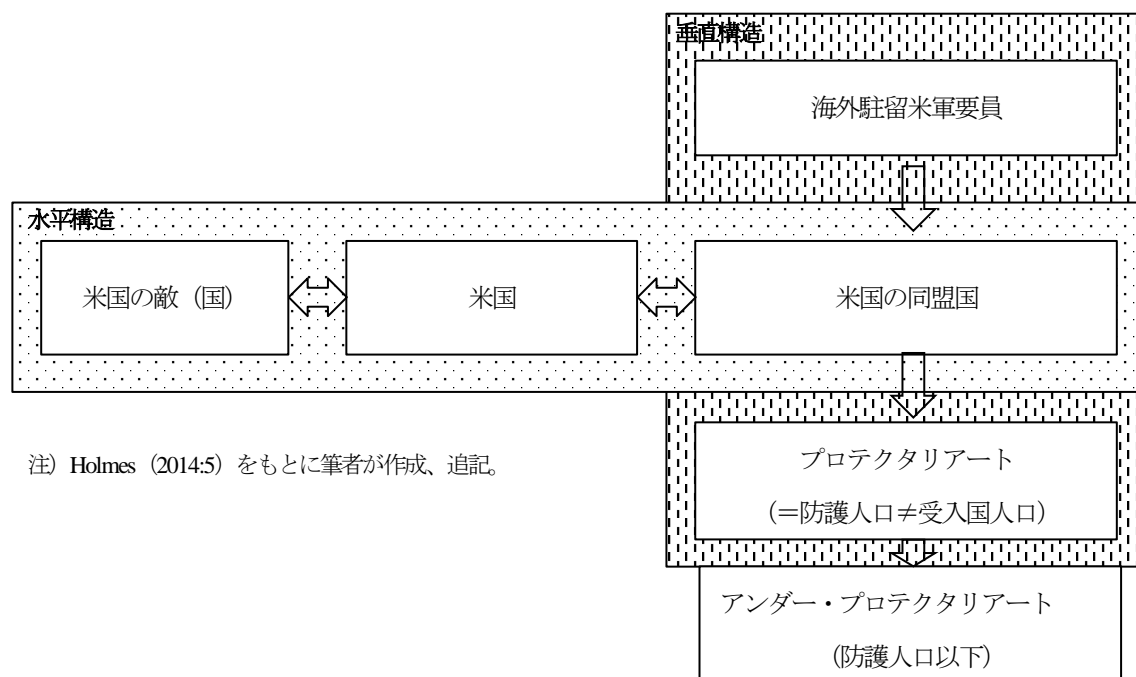 垂直構造
海外駐留米軍要員
水平構造
米国の敵（国）
米国
米国の同盟国
注）Holmes（2014:5）をもとに筆者が作成、追記。
プロテクタリアート
（＝防護人口≠受入国人口）
アンダー・プロテクタリアート
（防護人口以下）